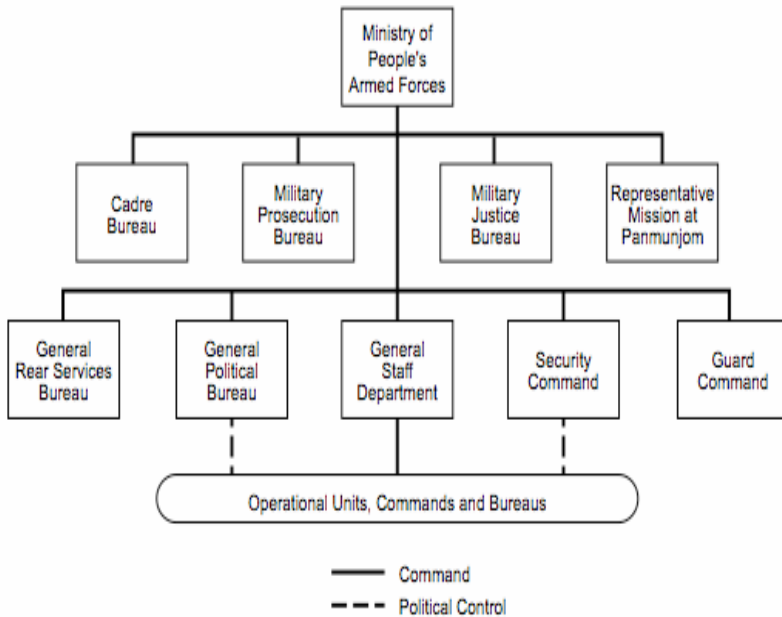 Ministry of
People's
Armed Forces
Cadre
Bureau
Military
Prosecution
Bureau
Military
Justice
Bureau
Representative
Mission at
Panmunjom
General
Rear Services
Bureau
General
Political
Bureau
General
Staff
Department
Security
Command
Guard
Command
Operational Units, Commands and Bureaus
Command
Political Control